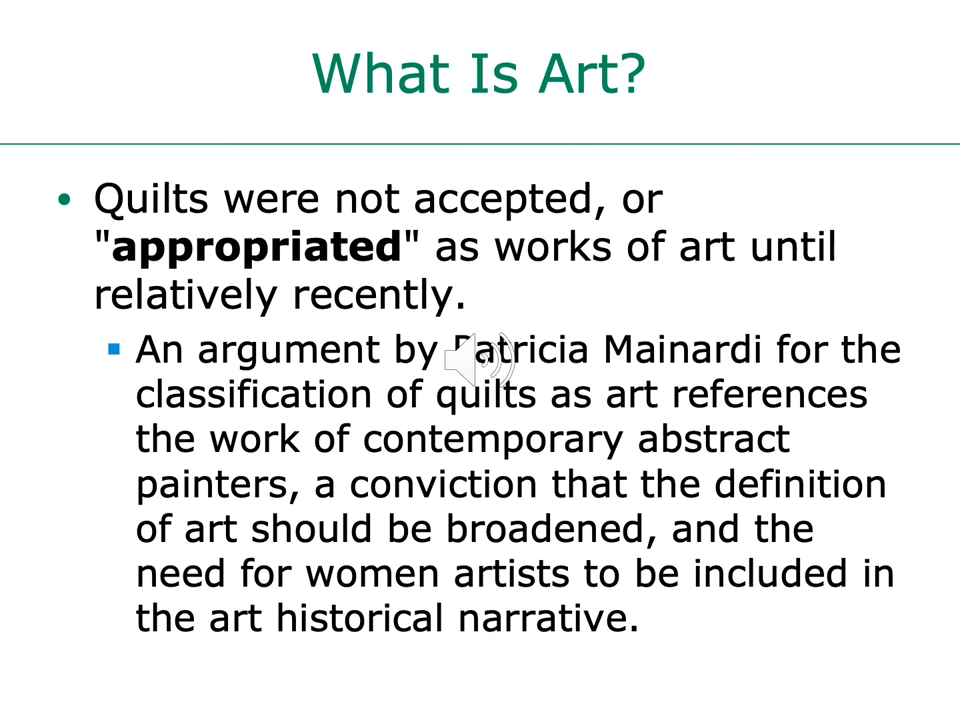 What Is Art?
• Quilts were not accepted, or
"appropriated" as works of art until
relatively recently.
▪ An argument by Patricia Mainardi for the
classification of quilts as art references
the work of contemporary abstract
painters, a conviction that the definition
of art should be broadened, and the
need for women artists to be included in
the art historical narrative.